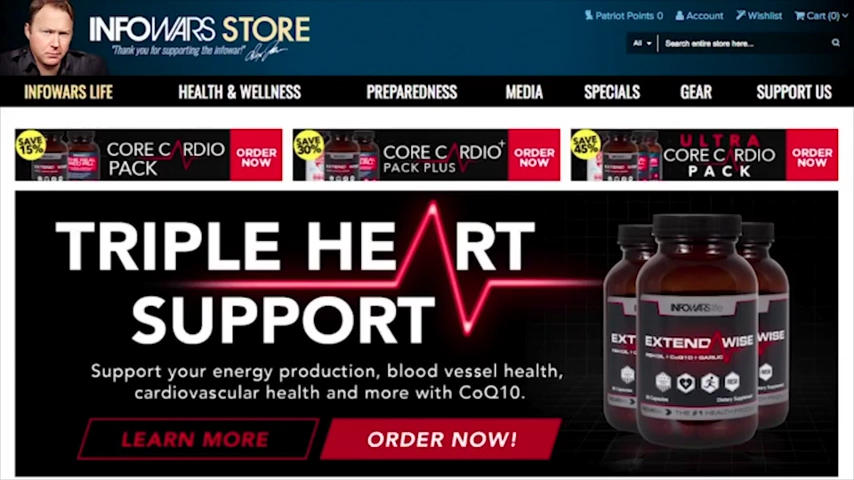 INFOWARS STORE
"Thank you for supporting the infowar!"
Patriot Points 0
Account
Wishlist
Cart (0)
All
Search entire store here...
INFOWARS LIFE
HEALTH & WELLNESS
PREPAREDNESS
MEDIA
SPECIALS
GEAR
SUPPORT US
SAVE 15%
CORE CARDIO
PACK
ORDER
NOW
SAVE 30%
CORE CARDIO+
PACK PLUS
ORDER
NOW
SAVE 45%
ULTRA
CORE CARDIO
PACK
ORDER
NOW
TRIPLE HEART
SUPPORT
Support your energy production, blood vessel health,
cardiovascular health and more with CoQ10.
LEARN MORE
ORDER NOW!
INFOWARS life
EXTEND WISE
Dietary Supplement